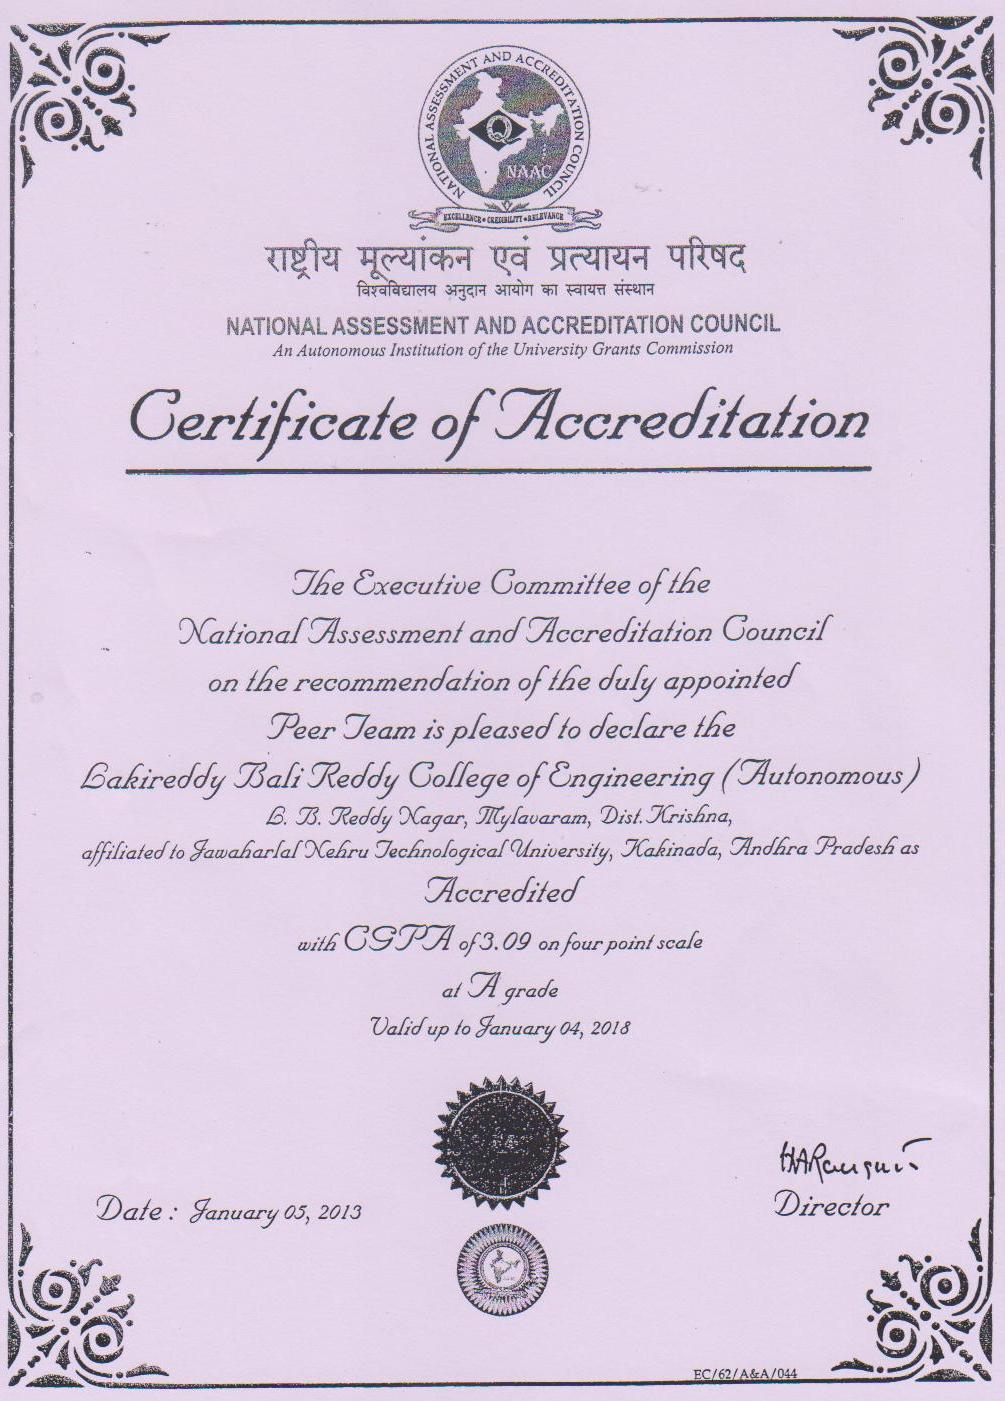 NATIONAL ASSESSMENT AND ACCREDITATION COUNCIL
Q
NAAC
EXCELLENCE • CREDIBILITY • RELEVANCE
राष्ट्रीय मूल्यांकन एवं प्रत्यायन परिषद
विश्वविद्यालय अनुदान आयोग का स्वायत्त संस्थान
NATIONAL ASSESSMENT AND ACCREDITATION COUNCIL
An Autonomous Institution of the University Grants Commission
Certificate of Accreditation
The Executive Committee of the
National Assessment and Accreditation Council
on the recommendation of the duly appointed
Peer Team is pleased to declare the
Lakireddy Bali Reddy College of Engineering (Autonomous)
L. B. Reddy Nagar, Mylavaram, Dist. Krishna,
affiliated to Jawaharlal Nehru Technological University, Kakinada, Andhra Pradesh as
Accredited
with CGPA of 3.09 on four point scale
at A grade
Valid up to January 04, 2018
Date : January 05, 2013
Director
EC/62/A&A/044